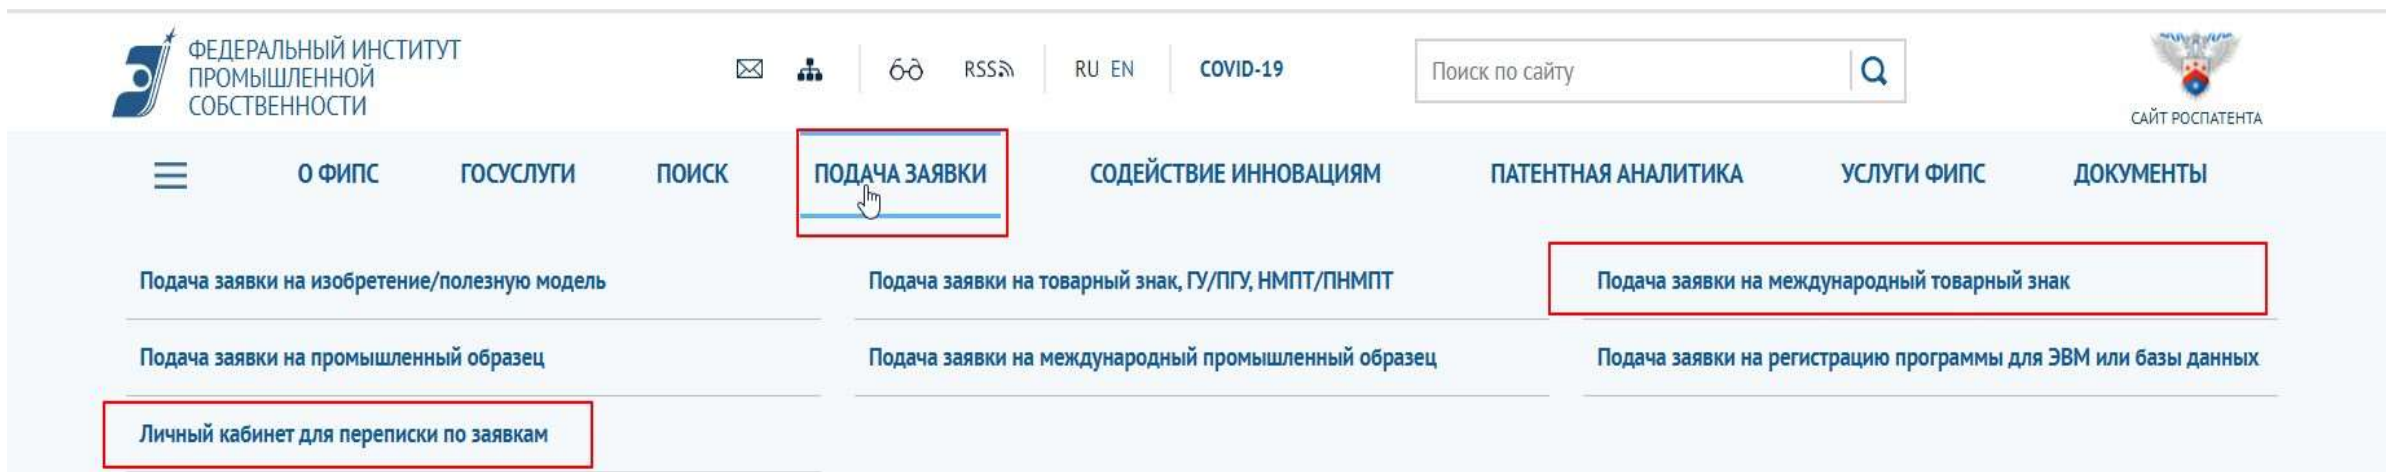 ФЕДЕРАЛЬНЫЙ ИНСТИТУТ
ПРОМЫШЛЕННОЙ
СОБСТВЕННОСТИ
RSS
RU EN
COVID-19
Поиск по сайту
САЙТ РОСПАТЕНТА
О ФИПС ГОСУСЛУГИ ПОИСК ПОДАЧА ЗАЯВКИ СОДЕЙСТВИЕ ИННОВАЦИЯМ ПАТЕНТНАЯ АНАЛИТИКА УСЛУГИ ФИПС ДОКУМЕНТЫ
Подача заявки на изобретение/полезную модель
Подача заявки на товарный знак, ГУ/ПГУ, НМПТ/ПНМПТ
Подача заявки на международный товарный знак
Подача заявки на промышленный образец
Подача заявки на международный промышленный образец
Подача заявки на регистрацию программы для ЭВМ или базы данных
Личный кабинет для переписки по заявкам